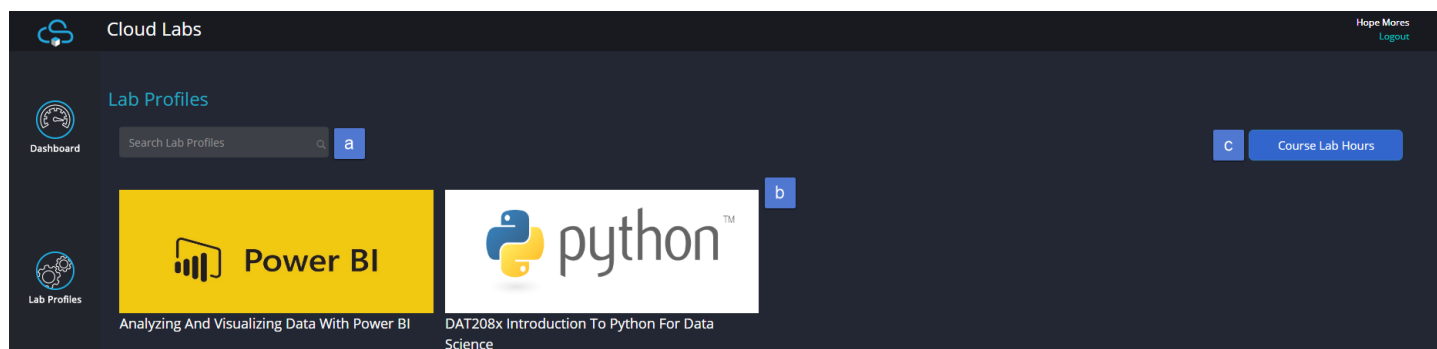 Cloud Labs
Hope Mores
Logout
Lab Profiles
Dashboard
Search Lab Profiles
a
c
Course Lab Hours
b
Power BI
python™
Lab Profiles
Analyzing And Visualizing Data With Power BI
DAT208x Introduction To Python For Data
Science